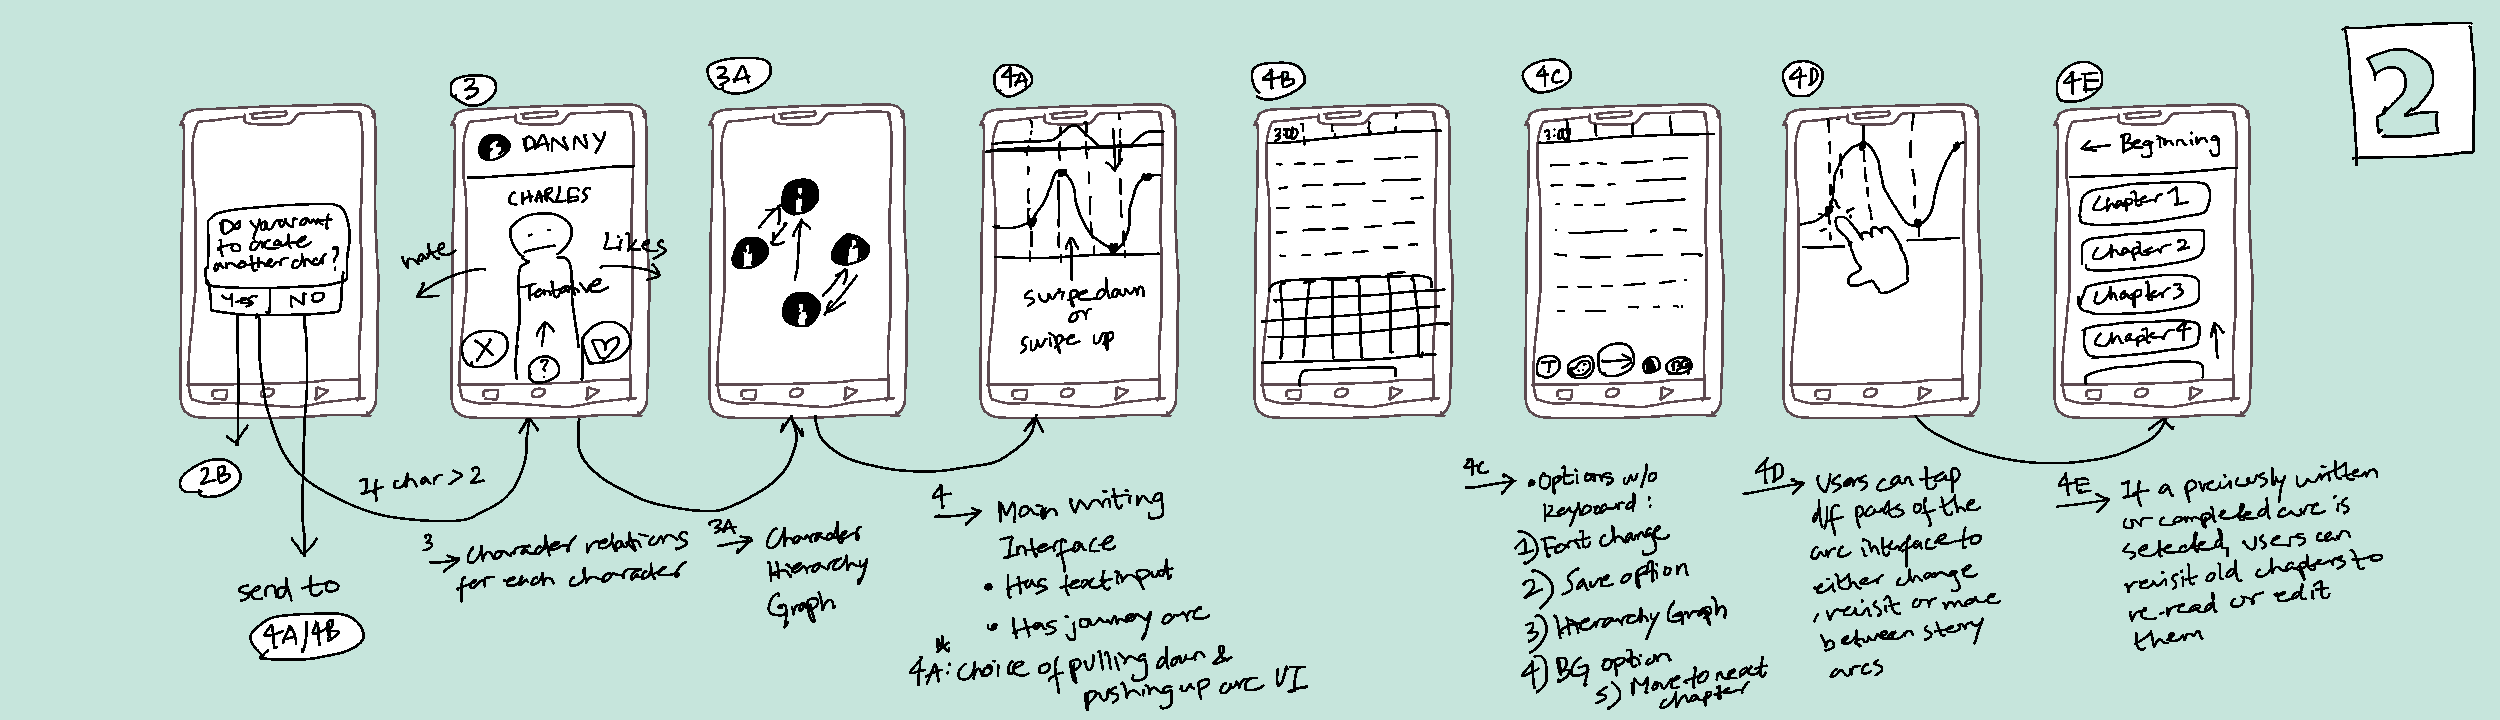 2
Do you want
to create
another char?
Yes
NO
2B
If char > 2
send to
4A/4B
3
DANNY
CHARLES
hate
Likes
Tentative
X
?
3 → Character relations
for each character
3A
3A → Character
Hierarchy
Graph
4A
swipe down
or
swipe up
4 → Main writing
Interface
• Has text input
• Has journey arc
* 4A: Choice of pulling down &
pushing up arc UI
4B
3:00
4C
3:00
T
BG
4C → • Options w/o
keyboard:
1) Font change
2) Save option
3) Hierarchy Graph
4) BG option
5) Move to next
chapter
4D
4D → Users can tap
d/f parts of the
arc interface to
either change
, revisit or move
between story
arcs
4E
← Beginning
Chapter 1
Chapter 2
Chapter 3
Chapter 4
4E → If a previously written
or completed arc is
selected, users can
revisit old chapters to
re-read or edit
them